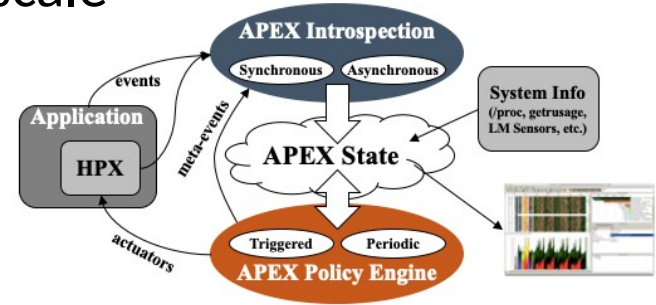 APEX Introspection
Synchronous
Asynchronous
events
Application
HPX
meta-events
System Info
(/proc, getrusage,
LM Sensors, etc.)
APEX State
actuators
Triggered
Periodic
APEX Policy Engine